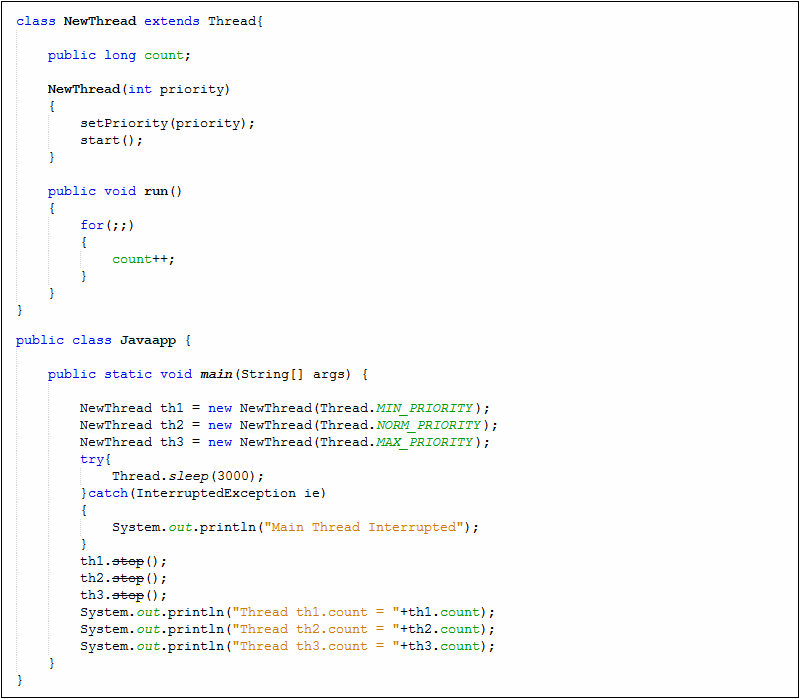 class NewThread extends Thread{
public long count;
NewThread(int priority)
{
setPriority(priority);
start();
}
public void run()
{
for(;;)
{
count++;
}
}
}
public class Javaapp {
public static void main(String[] args) {
NewThread th1 = new NewThread(Thread.MIN_PRIORITY);
NewThread th2 = new NewThread(Thread.NORM_PRIORITY);
NewThread th3 = new NewThread(Thread.MAX_PRIORITY);
try{
Thread.sleep(3000);
}catch(InterruptedException ie)
{
System.out.println("Main Thread Interrupted");
}
th1.stop();
th2.stop();
th3.stop();
System.out.println("Thread th1.count = "+th1.count);
System.out.println("Thread th2.count = "+th2.count);
System.out.println("Thread th3.count = "+th3.count);
}
}